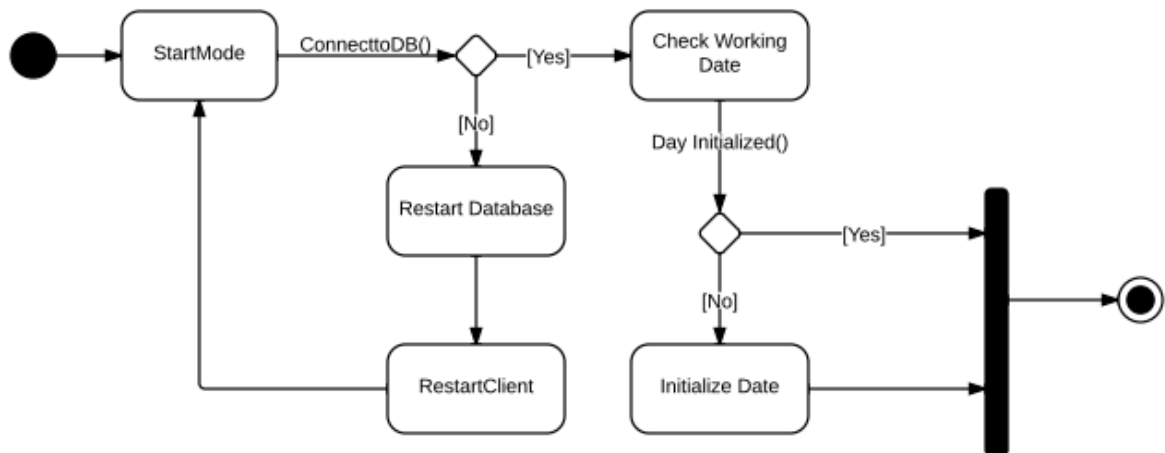 StartMode
ConnecttoDB()
[Yes]
Check Working
Date
[No]
Day Initialized()
Restart Database
[Yes]
[No]
RestartClient
Initialize Date